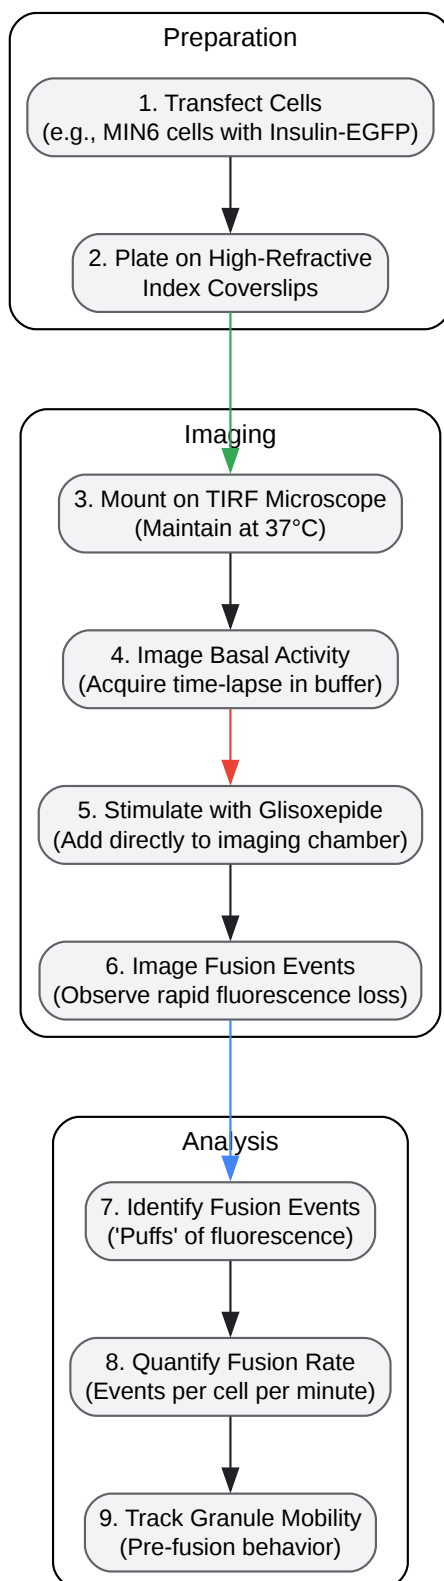 Preparation
1. Transfect Cells
(e.g., MIN6 cells with Insulin-EGFP)
2. Plate on High-Refractive
Index Coverslips
Imaging
3. Mount on TIRF Microscope
(Maintain at 37°C)
4. Image Basal Activity
(Acquire time-lapse in buffer)
5. Stimulate with Glisoxepide
(Add directly to imaging chamber)
6. Image Fusion Events
(Observe rapid fluorescence loss)
Analysis
7. Identify Fusion Events
('Puffs' of fluorescence)
8. Quantify Fusion Rate
(Events per cell per minute)
9. Track Granule Mobility
(Pre-fusion behavior)